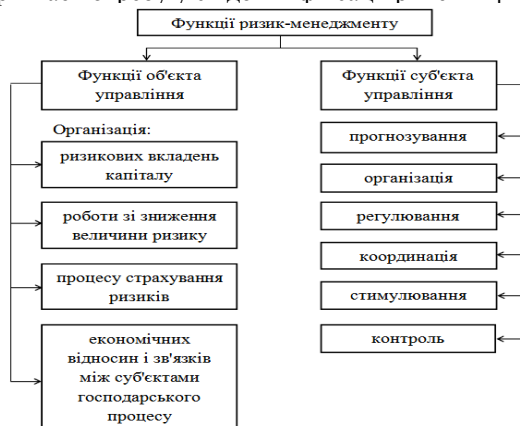 Функції ризик-менеджменту
Функції об'єкта
управління
Організація:
ризикових вкладень
капіталу
роботи зі зниження
величини ризику
процесу страхування
ризиків
економічних
відносин і зв'язків
між суб'єктами
господарського
процесу
Функції суб'єкта
управління
прогнозування
організація
регулювання
координація
стимулювання
контроль